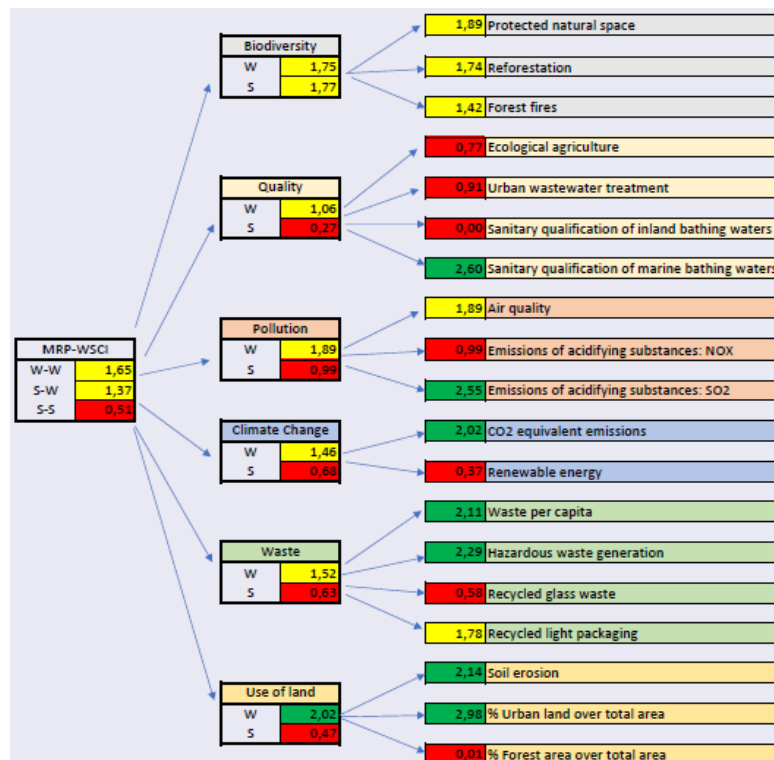 1,89 Protected natural space
Biodiversity
W 1,75
S 1,77
1,74 Reforestation
1,42 Forest fires
0,77 Ecological agriculture
Quality
W 1,06
S 0,27
0,91 Urban wastewater treatment
0,00 Sanitary qualification of inland bathing waters
2,60 Sanitary qualification of marine bathing waters
1,89 Air quality
Pollution
W 1,89
S 0,99
0,99 Emissions of acidifying substances: NOX
2,55 Emissions of acidifying substances: SO2
MRP-WSCI
W-W 1,65
S-W 1,37
S-S 0,51
Climate Change
W 1,46
S 0,68
2,02 CO2 equivalent emissions
0,37 Renewable energy
2,11 Waste per capita
Waste
W 1,52
S 0,63
2,29 Hazardous waste generation
0,58 Recycled glass waste
1,78 Recycled light packaging
2,14 Soil erosion
Use of land
W 2,02
S 0,47
2,98 % Urban land over total area
0,01 % Forest area over total area